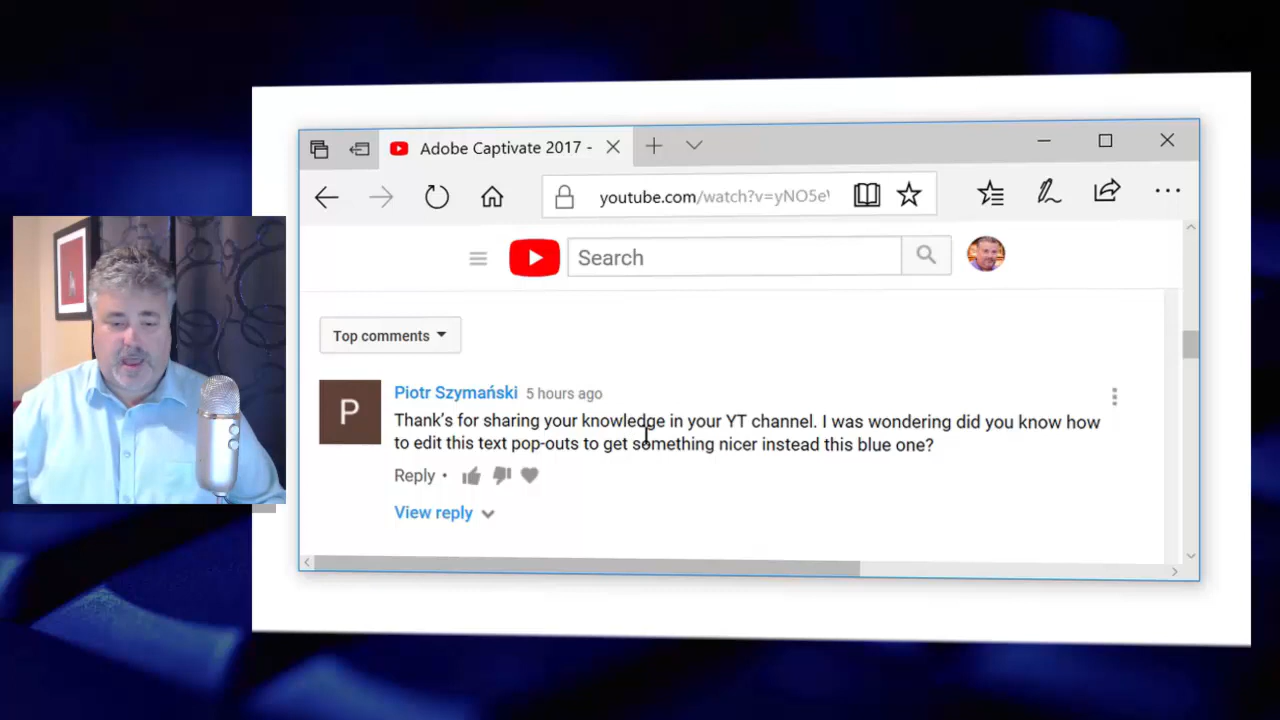 Adobe Captivate 2017 -
youtube.com/watch?v=yNO5e
Search
Top comments
P
Piotr Szymański 5 hours ago
Thank's for sharing your knowledge in your YT channel. I was wondering did you know how
to edit this text pop-outs to get something nicer instead this blue one?
Reply •
View reply